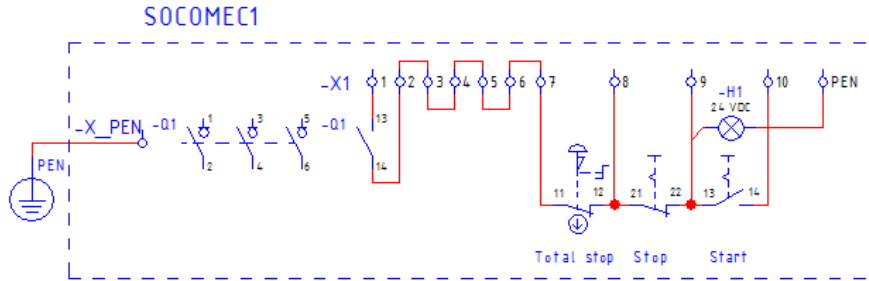 SOCOMEC1
-X1 1 2 3 4 5 6 7 8 9 10 PEN
-H1
24 VDC
-X_PEN -Q1 1 3 5 -Q1 13
PEN 2 4 6 14
11 12 21 22 13 14
Total stop Stop Start